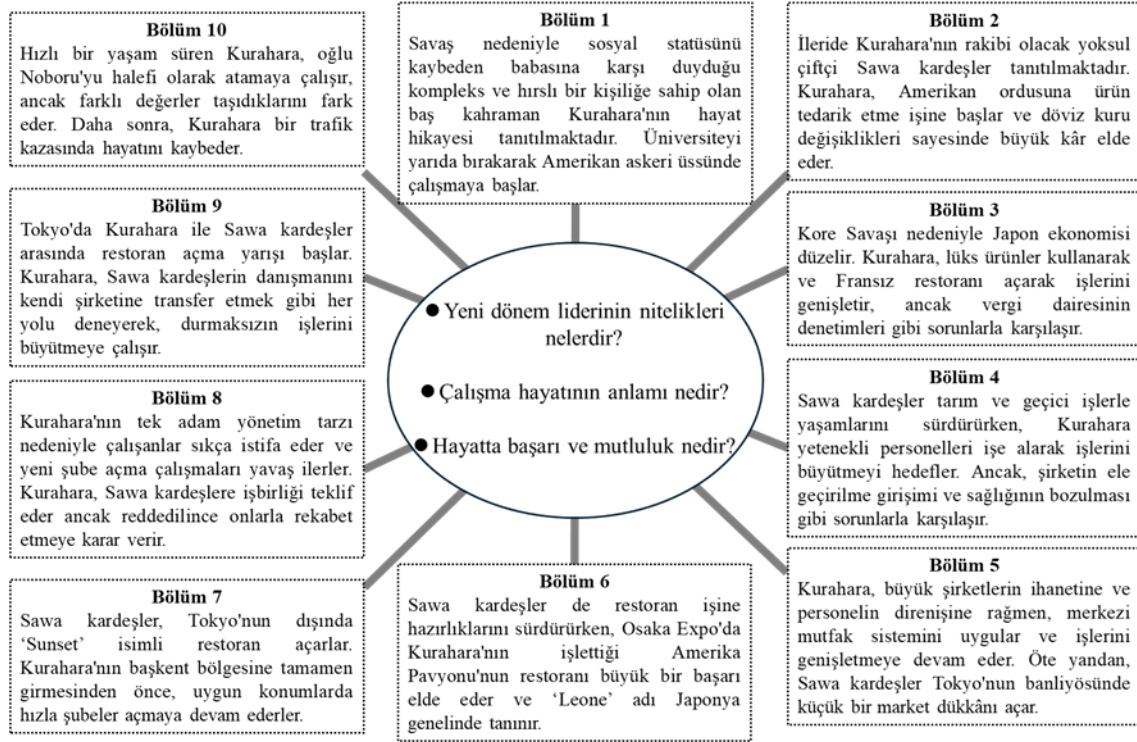 Bölüm 10
Hızlı bir yaşam süren Kurahara, oğlu
Noboru'yu halefi olarak atamaya çalışır,
ancak farklı değerler taşıdıklarını fark
eder. Daha sonra, Kurahara bir trafik
kazasında hayatını kaybeder.
Bölüm 1
Savaş nedeniyle sosyal statüsünü
kaybeden babasına karşı duyduğu
kompleks ve hırslı bir kişiliğe sahip olan
baş kahraman Kurahara'nın hayat
hikayesi tanıtılmaktadır. Üniversiteyi
yarıda bırakarak Amerikan askeri üssünde
çalışmaya başlar.
Bölüm 2
İleride Kurahara'nın rakibi olacak yoksul
çiftçi Sawa kardeşler tanıtılmaktadır.
Kurahara, Amerikan ordusuna ürün
tedarik etme işine başlar ve döviz kuru
değişiklikleri sayesinde büyük kâr elde
eder.
Bölüm 9
Tokyo'da Kurahara ile Sawa kardeşler
arasında restoran açma yarışı başlar.
Kurahara, Sawa kardeşlerin danışmanını
kendi şirketine transfer etmek gibi her
yolu deneyerek, durmaksızın işlerini
büyütmeye çalışır.
Bölüm 3
Kore Savaşı nedeniyle Japon ekonomisi
düzelir. Kurahara, lüks ürünler kullanarak
ve Fransız restoranı açarak işlerini
genişletir, ancak vergi dairesinin
denetimleri gibi sorunlarla karşılaşır.
● Yeni dönem liderinin nitelikleri
nelerdir?
● Çalışma hayatının anlamı nedir?
● Hayatta başarı ve mutluluk nedir?
Bölüm 8
Kurahara'nın tek adam yönetim tarzı
nedeniyle çalışanlar sıkça istifa eder ve
yeni şube açma çalışmaları yavaş ilerler.
Kurahara, Sawa kardeşlere işbirliği teklif
eder ancak reddedilince onlarla rekabet
etmeye karar verir.
Bölüm 4
Sawa kardeşler tarım ve geçici işlerle
yaşamlarını sürdürürken, Kurahara
yetenekli personelleri işe alarak işlerini
büyütmeyi hedefler. Ancak, şirketin ele
geçirilme girişimi ve sağlığının bozulması
gibi sorunlarla karşılaşır.
Bölüm 7
Sawa kardeşler, Tokyo'nun dışında
‘Sunset’ isimli restoran açarlar.
Kurahara'nın başkent bölgesine tamamen
girmesinden önce, uygun konumlarda
hızla şubeler açmaya devam ederler.
Bölüm 6
Sawa kardeşler de restoran işine
hazırlıklarını sürdürürken, Osaka Expo'da
Kurahara'nın işlettiği Amerika
Pavyonu'nun restoranı büyük bir başarı
elde eder ve ‘Leone’ adı Japonya
genelinde tanınır.
Bölüm 5
Kurahara, büyük şirketlerin ihanetine ve
personelin direnişine rağmen, merkezi
mutfak sistemini uygular ve işlerini
genişletmeye devam eder. Öte yandan,
Sawa kardeşler Tokyo'nun banliyösünde
küçük bir market dükkânı açar.